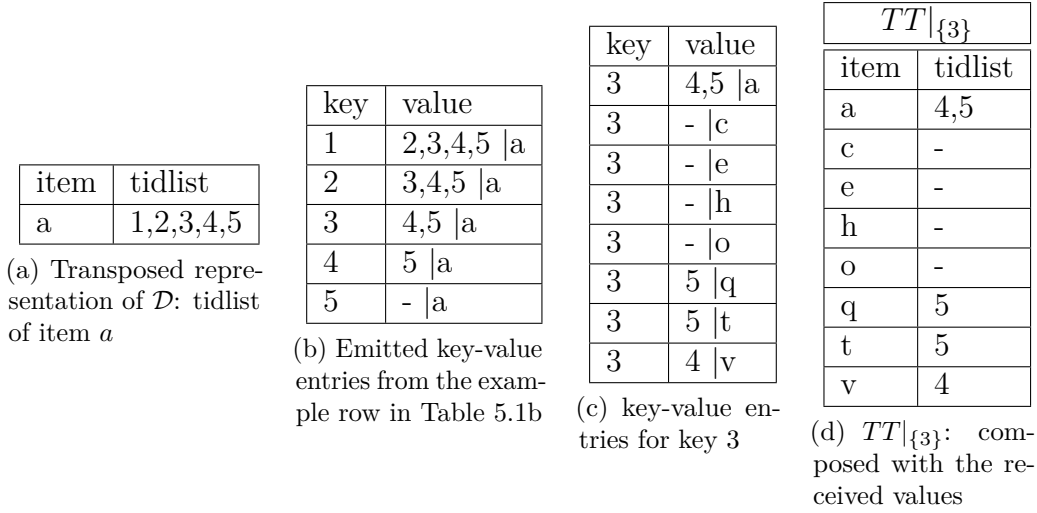 item tidlist
a 1,2,3,4,5
(a) Transposed repre-
sentation of D: tidlist
of item a
key value
1 2,3,4,5 |a
2 3,4,5 |a
3 4,5 |a
4 5 |a
5 - |a
(b) Emitted key-value
entries from the exam-
ple row in Table 5.1b
key value
3 4,5 |a
3 - |c
3 - |e
3 - |h
3 - |o
3 5 |q
3 5 |t
3 4 |v
(c) key-value en-
tries for key 3
TT|{3}
item tidlist
a 4,5
c -
e -
h -
o -
q 5
t 5
v 4
(d) TT|{3}: com-
posed with the re-
ceived values